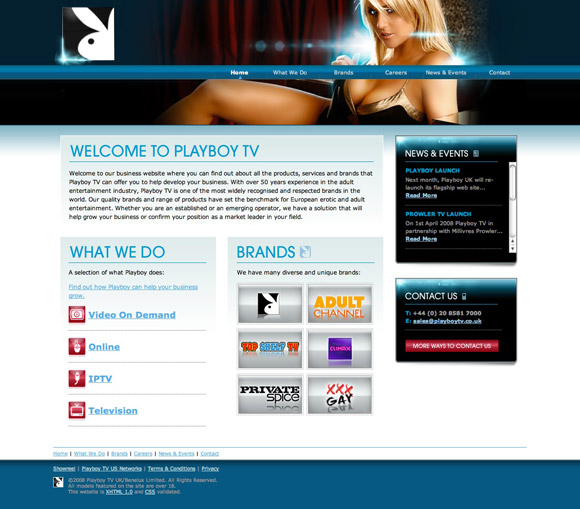 Home What We Do Brands Careers News & Events Contact
WELCOME TO PLAYBOY TV
Welcome to our business website where you can find out about all the products, services and brands that
Playboy TV can offer you to help develop your business. With over 50 years experience in the adult
entertainment industry, Playboy TV is one of the most widely recognised and respected brands in the
world. Our quality brands and range of products have set the benchmark for European erotic and adult
entertainment. Whether you are an established or an emerging operator, we have a solution that will
help grow your business or confirm your position as a market leader in your field.
WHAT WE DO
A selection of what Playboy does:
Find out how Playboy can help your business
grow.
Video On Demand
Online
IPTV
Television
BRANDS
We have many diverse and unique brands:
ADULT
CHANNEL
TOP SHELF TV
CLIMAX
PRIVATE
Spice
XXX
GAY
NEWS & EVENTS
PLAYBOY LAUNCH
Next month, Playboy UK will re-
launch its flagship web site...
Read More
PROWLER TV LAUNCH
On 1st April 2008 Playboy TV in
partnership with Millivres Prowler...
Read More
CONTACT US
T: +44 (0) 20 8581 7000
E: sales@playboytv.co.uk
MORE WAYS TO CONTACT US
Home | What We Do | Brands | Careers | News & Events | Contact
Showreel | Playboy TV US Networks | Terms & Conditions | Privacy
©2008 Playboy TV UK/Benelux Limited. All Rights Reserved.
All models featured on the site are over 18.
This website is XHTML 1.0 and CSS validated.